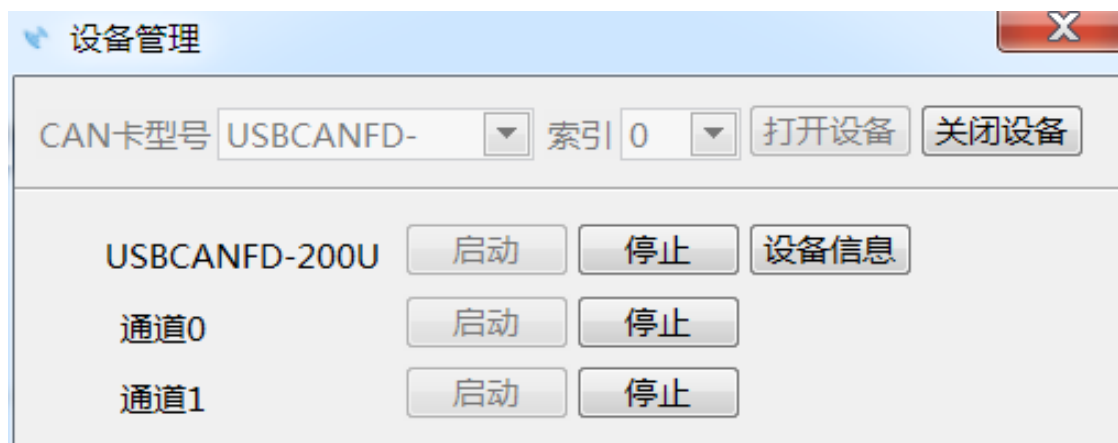 设备管理
CAN卡型号 USBCANFD- 索引 0 打开设备 关闭设备
USBCANFD-200U 启动 停止 设备信息
通道0 启动 停止
通道1 启动 停止